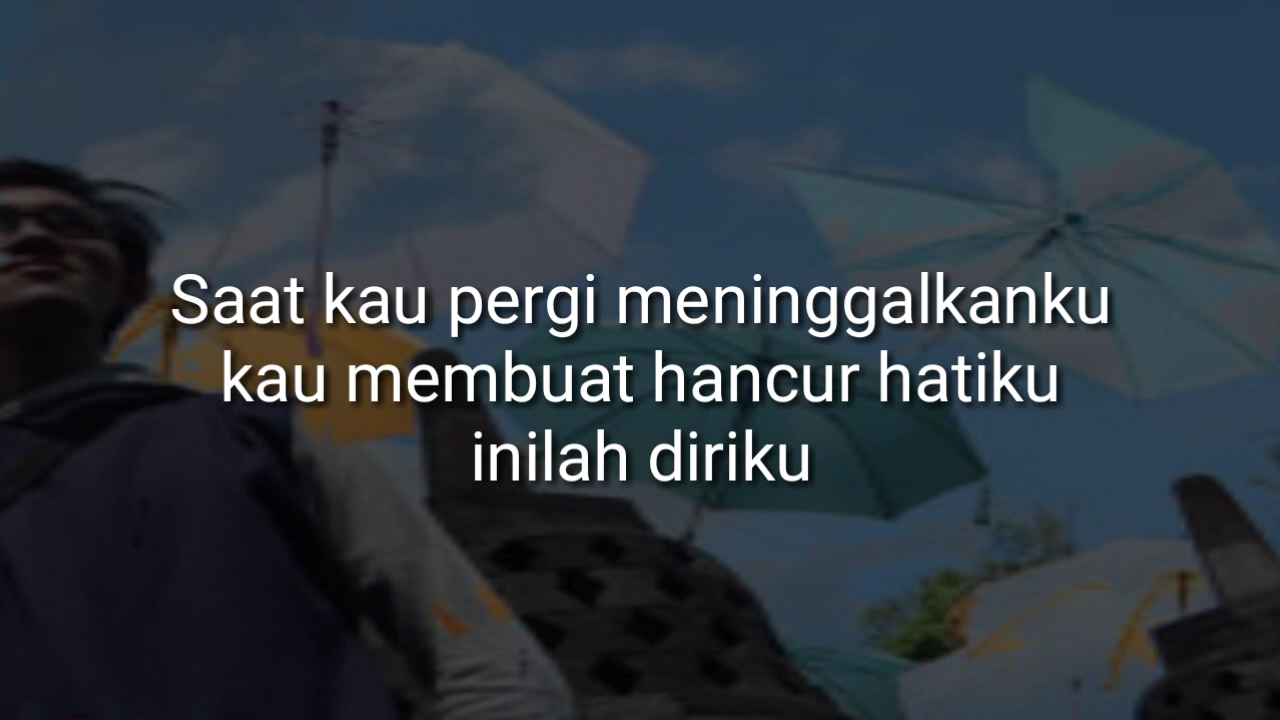 Saat kau pergi meninggalkanku
kau membuat hancur hatiku
inilah diriku